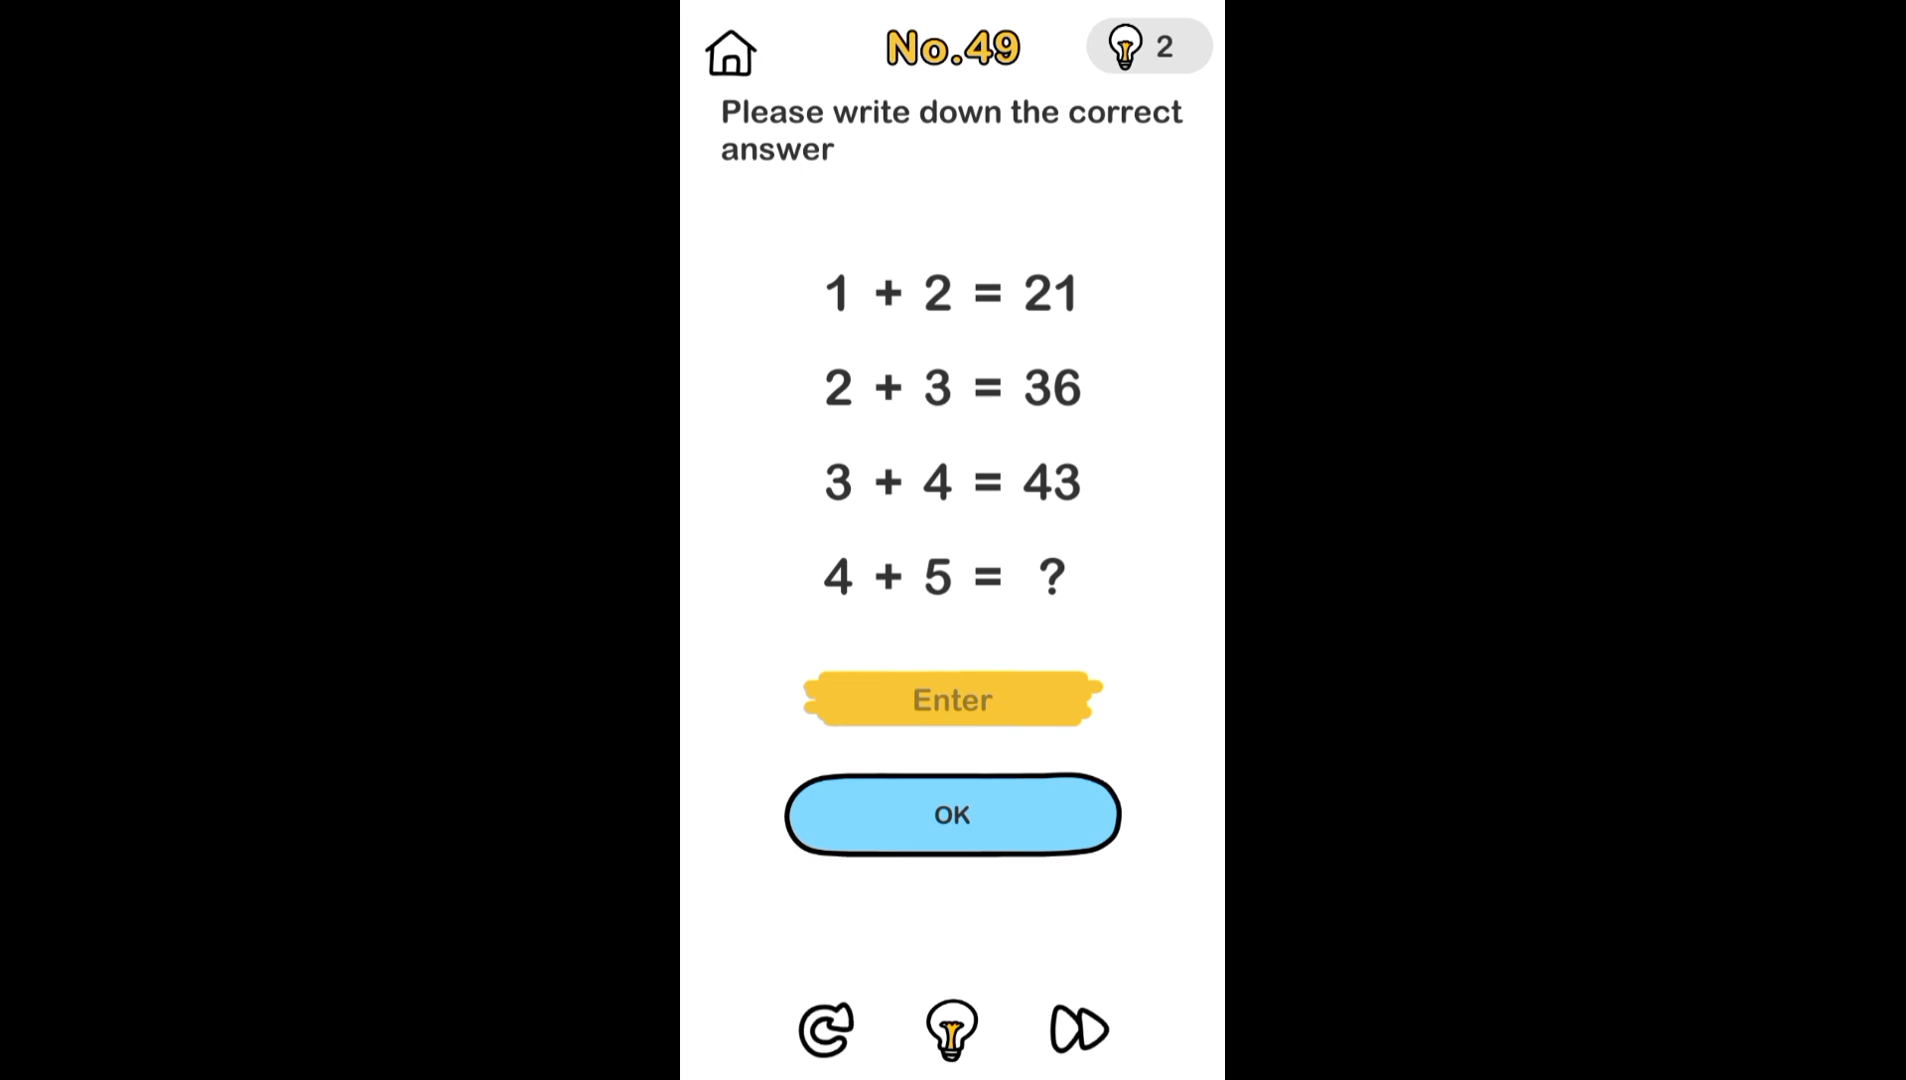 No.49
2
Please write down the correct
answer
1 + 2 = 21
2 + 3 = 36
3 + 4 = 43
4 + 5 = ?
Enter
OK